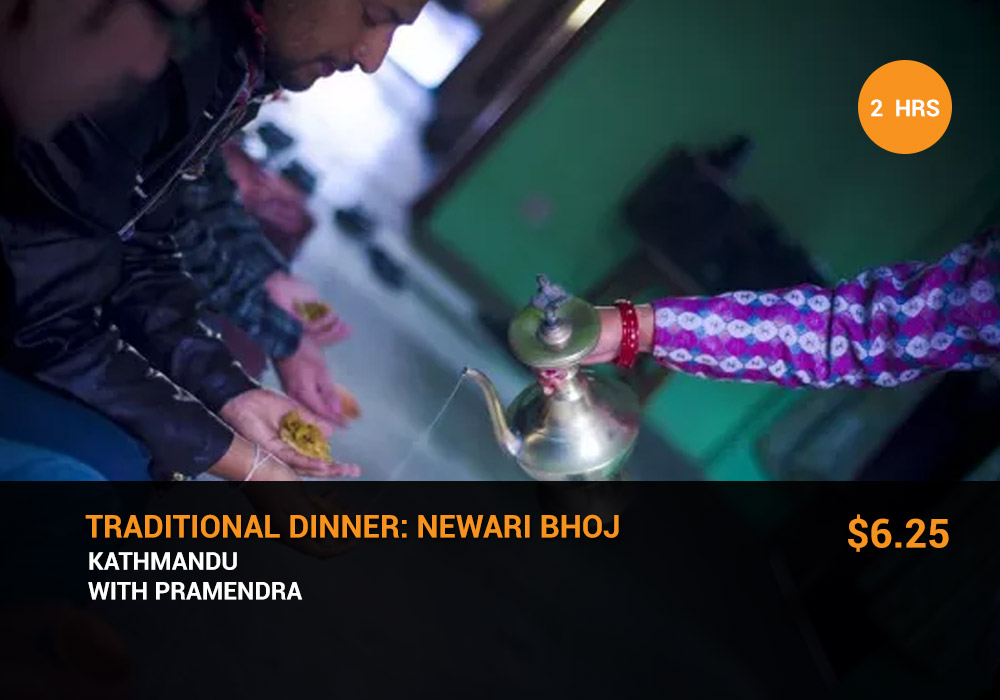 2 HRS
TRADITIONAL DINNER: NEWARI BHOJ
$6.25
KATHMANDU
WITH PRAMENDRA